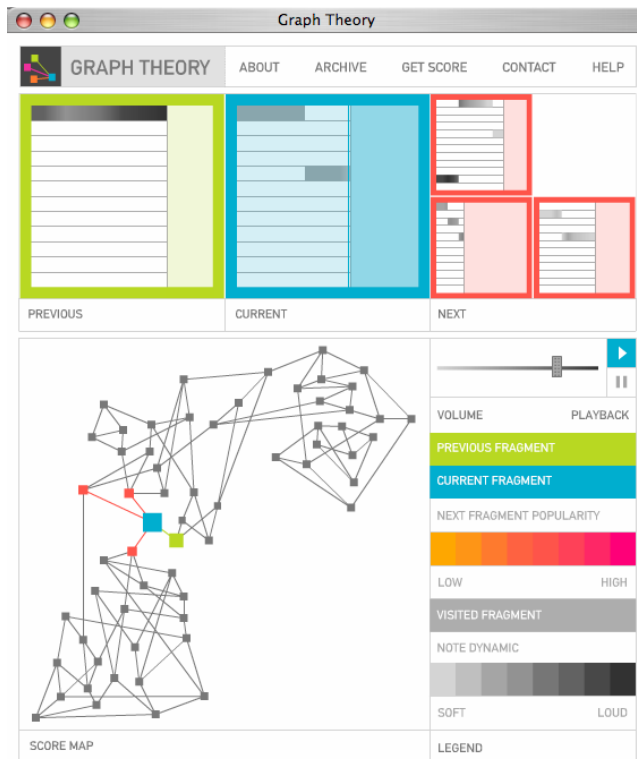 Graph Theory
GRAPH THEORY ABOUT ARCHIVE GET SCORE CONTACT HELP
PREVIOUS CURRENT NEXT
VOLUME PLAYBACK
PREVIOUS FRAGMENT
CURRENT FRAGMENT
NEXT FRAGMENT POPULARITY
LOW HIGH
VISITED FRAGMENT
NOTE DYNAMIC
SOFT LOUD
SCORE MAP LEGEND